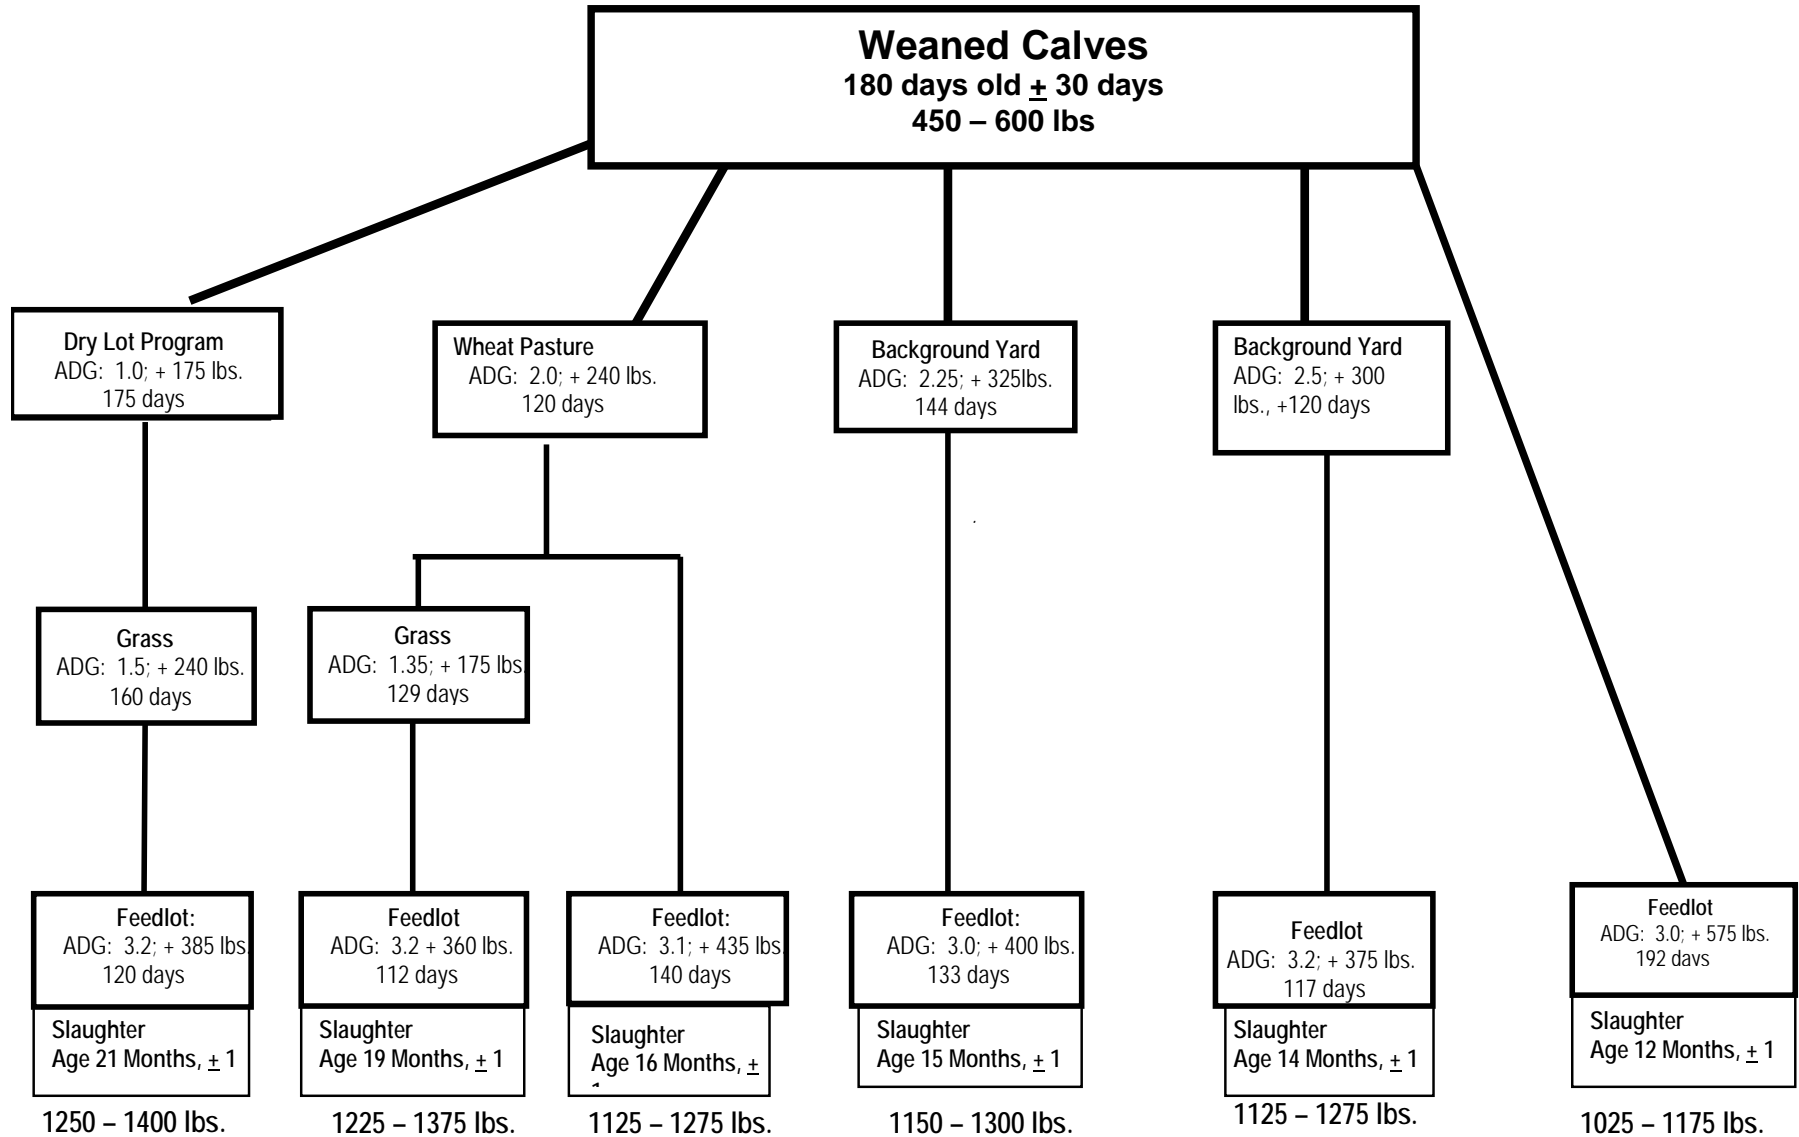 Weaned Calves
180 days old ± 30 days
450 – 600 lbs
Dry Lot Program
ADG: 1.0; + 175 lbs.
175 days
Wheat Pasture
ADG: 2.0; + 240 lbs.
120 days
Background Yard
ADG: 2.25; + 325lbs.
144 days
Background Yard
ADG: 2.5; + 300
lbs., +120 days
Grass
ADG: 1.5; + 240 lbs.
160 days
Grass
ADG: 1.35; + 175 lbs.
129 days
Feedlot:
ADG: 3.2; + 385 lbs.
120 days
Feedlot
ADG: 3.2 + 360 lbs.
112 days
Feedlot:
ADG: 3.1; + 435 lbs.
140 days
Feedlot:
ADG: 3.0; + 400 lbs.
133 days
Feedlot
ADG: 3.2; + 375 lbs.
117 days
Feedlot
ADG: 3.0; + 575 lbs.
192 days
Slaughter
Age 21 Months, ± 1
Slaughter
Age 19 Months, ± 1
Slaughter
Age 16 Months, ±
Slaughter
Age 15 Months, ± 1
Slaughter
Age 14 Months, ± 1
Slaughter
Age 12 Months, ± 1
1250 – 1400 lbs.
1225 – 1375 lbs.
1125 – 1275 lbs.
1150 – 1300 lbs.
1125 – 1275 lbs.
1025 – 1175 lbs.